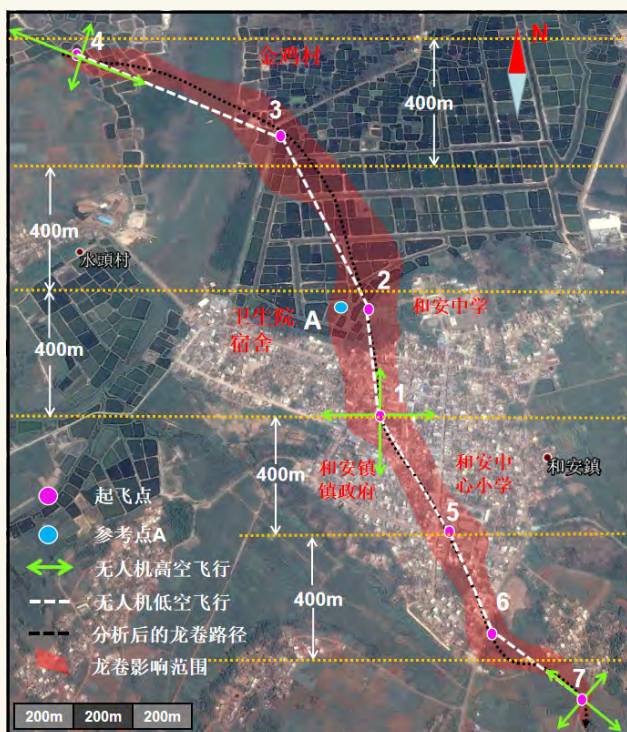 4
金鸡村
N
3
400m
400m
水頭村
2
卫生院
宿舍
A
和安中学
400m
1
400m
和安镇
镇政府
和安中
心小学
和安鎮
5
起飞点
参考点A
无人机高空飞行
400m
6
无人机低空飞行
分析后的龙卷路径
龙卷影响范围
7
200m 200m 200m